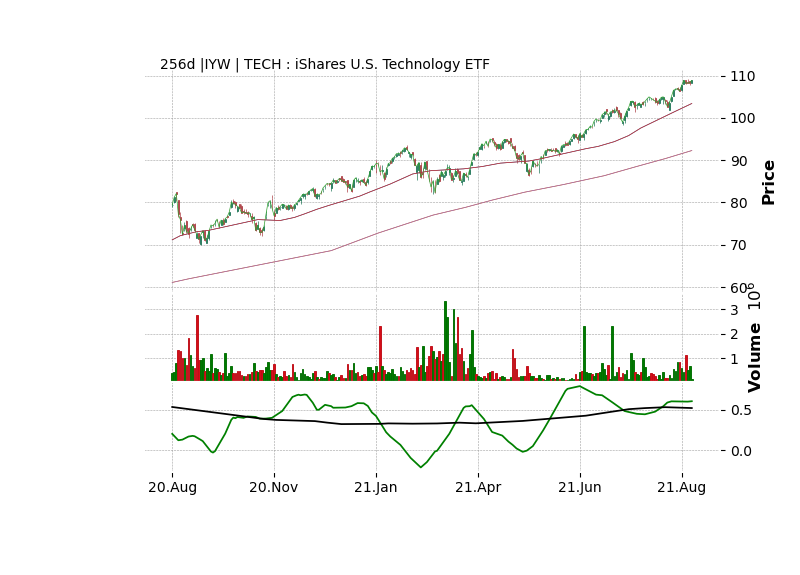 256d |IYW | TECH : iShares U.S. Technology ETF
110
100
90
80
70
60
Price
10⁶
3
2
1
Volume
0.5
0.0
20.Aug
20.Nov
21.Jan
21.Apr
21.Jun
21.Aug